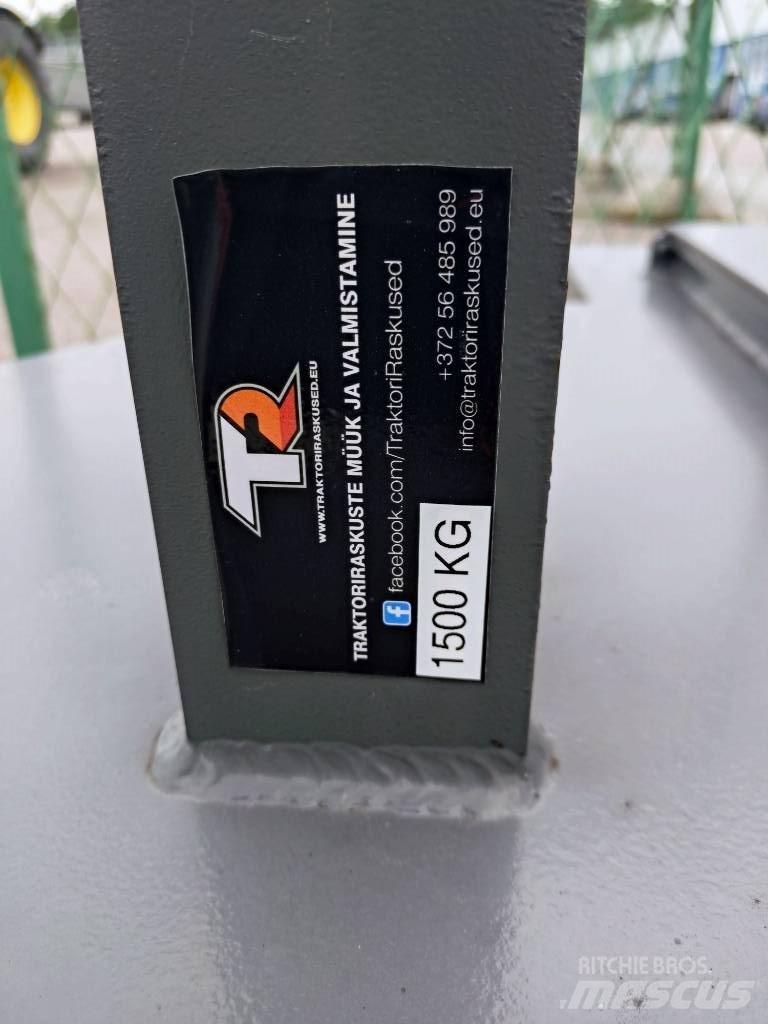 TR
WWW.TRAKTORIRASKUSED.EU
TRAKTORIRASKUSTE MÜÜK JA VALMISTAMINE
f facebook.com/TraktoriRaskused
+372 56 485 989
info@traktoriraskused.eu
1500 KG
RITCHIE BROS.
mascus